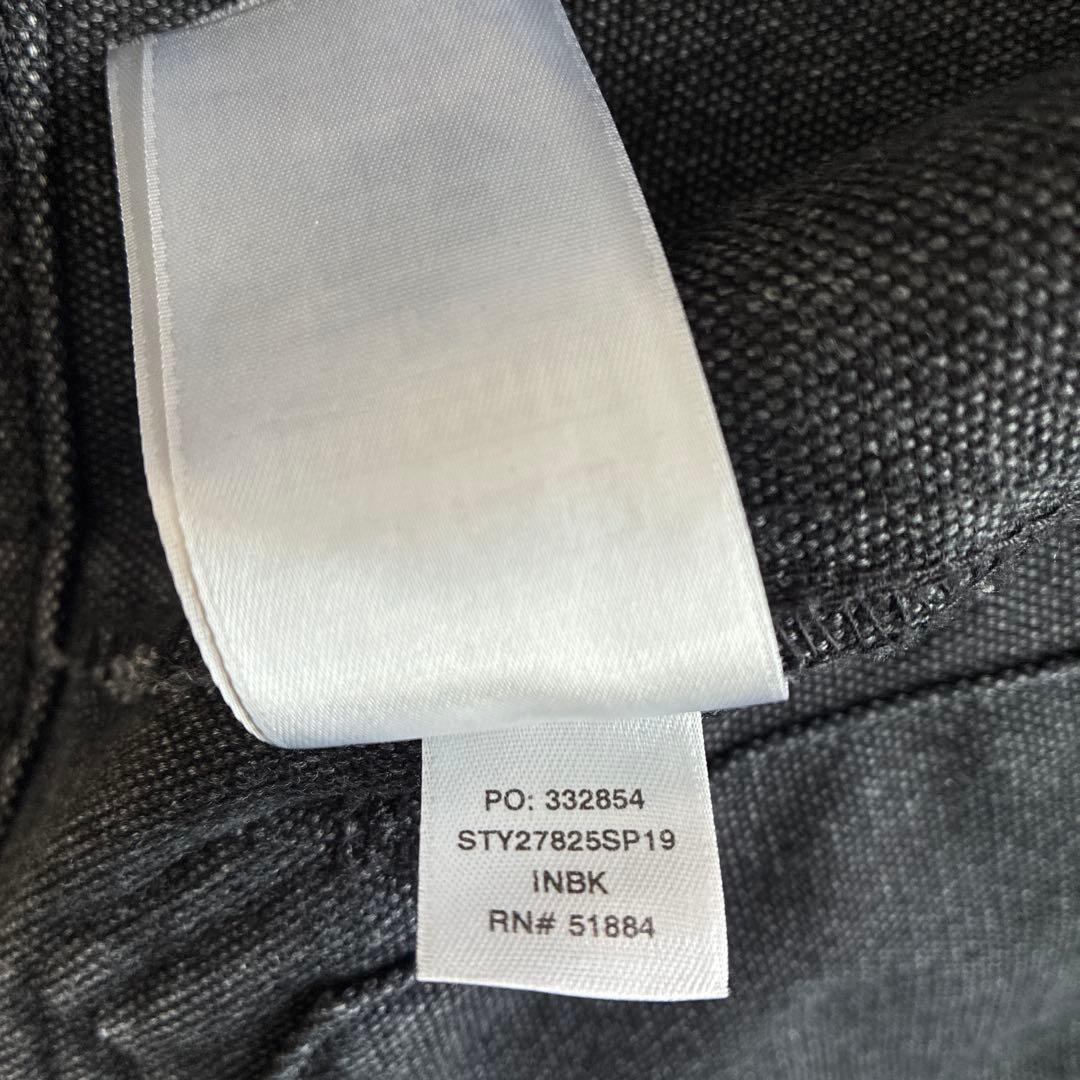 PO: 332854
STY27825SP19
INBK
RN# 51884